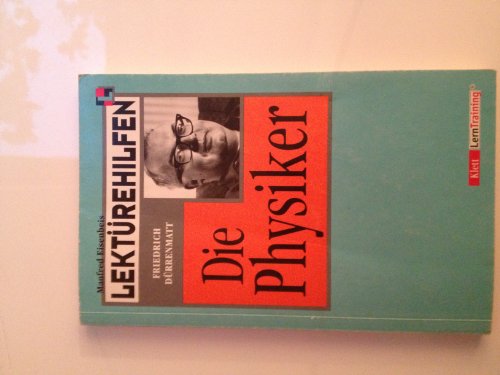 Manfred Eisenbeis
LEKTÜREHILFEN
FRIEDRICH
DÜRRENMATT
Die
Physiker
Klett LernTraining®